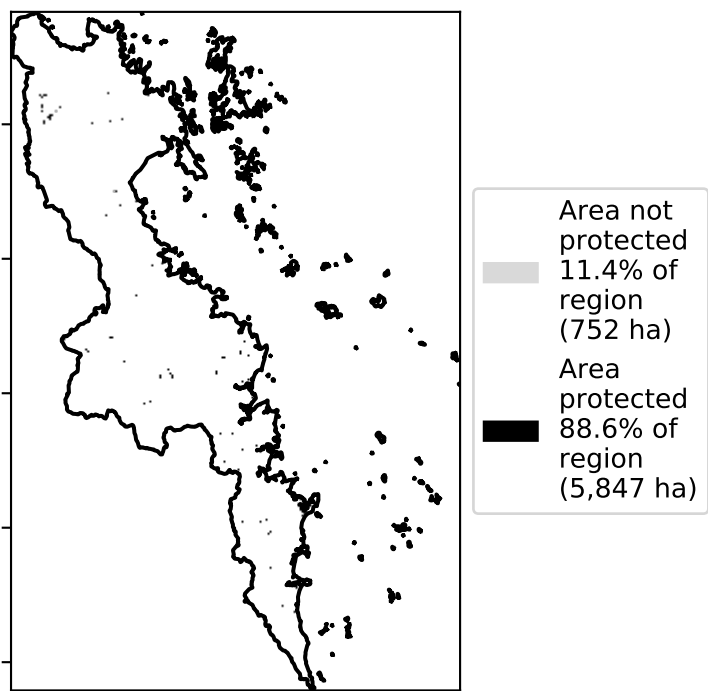 Area not
protected
11.4% of
region
(752 ha)
Area
protected
88.6% of
region
(5,847 ha)